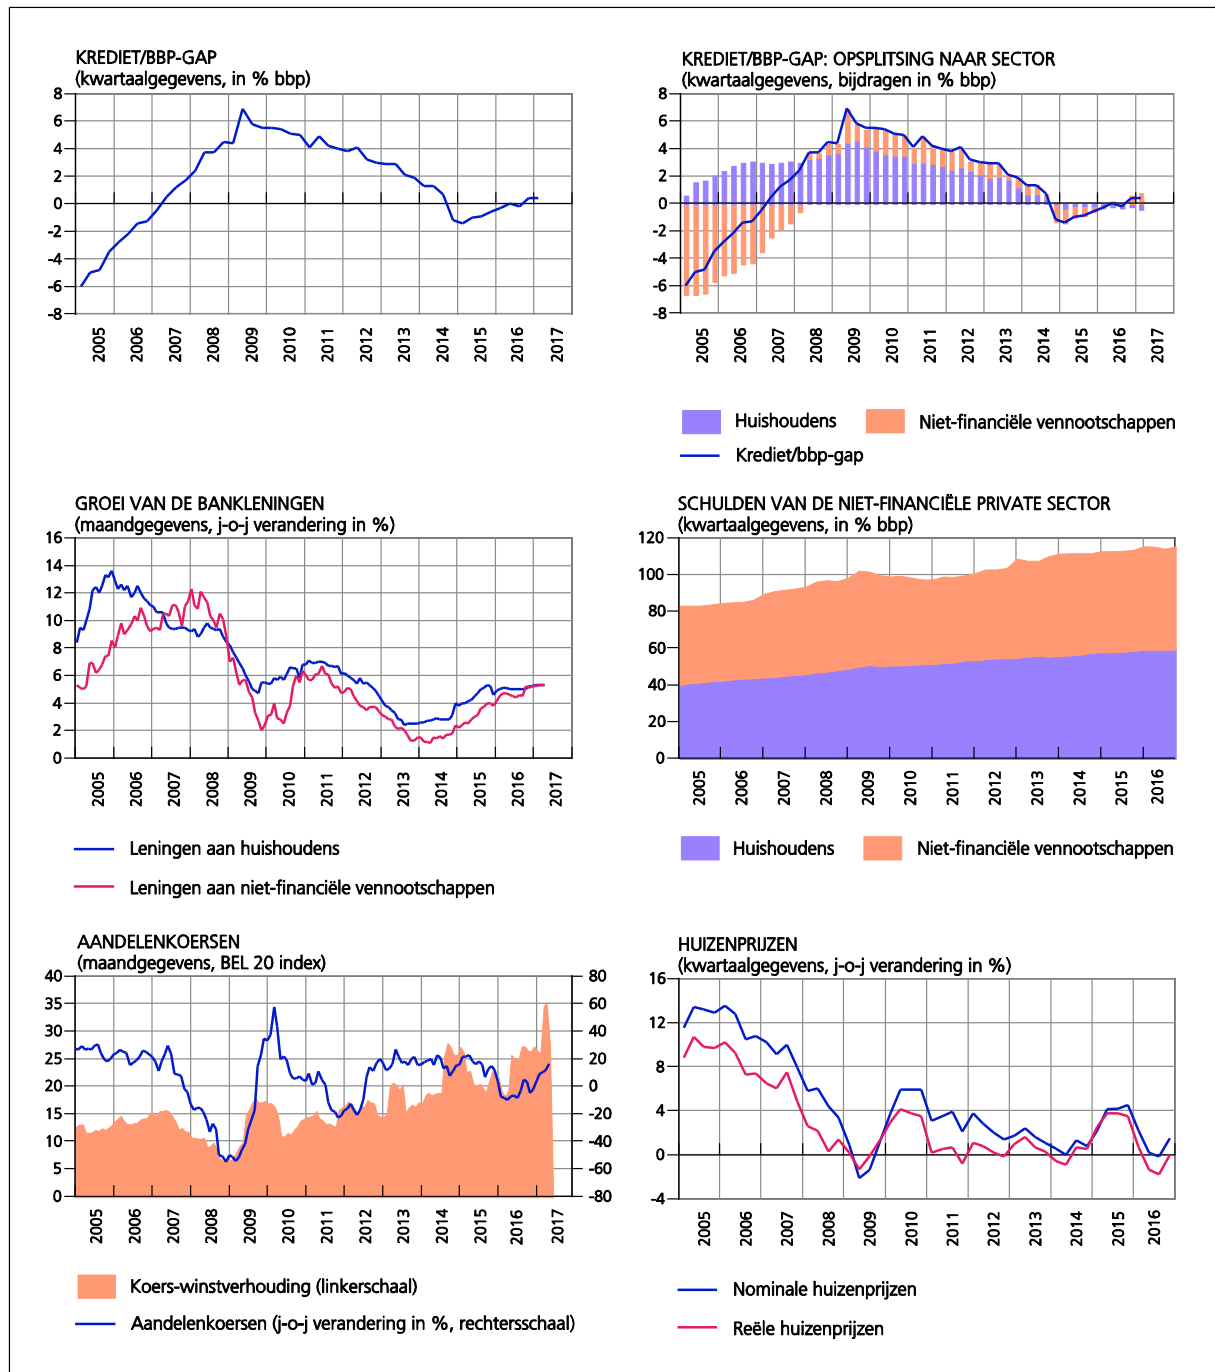 KREDIET/BBP-GAP
(kwartaalgegevens, in % bbp)
8
6
4
2
0
-2
-4
-6
-8
2005 2006 2007 2008 2009 2010 2011 2012 2013 2014 2015 2016 2017
KREDIET/BBP-GAP: OPSPLITSING NAAR SECTOR
(kwartaalgegevens, bijdragen in % bbp)
8
6
4
2
0
-2
-4
-6
-8
2005 2006 2007 2008 2009 2010 2011 2012 2013 2014 2015 2016 2017
Huishoudens Niet-financiële vennootschappen
Krediet/bbp-gap
GROEI VAN DE BANKLENINGEN
(maandgegevens, j-o-j verandering in %)
16
14
12
10
8
6
4
2
0
2005 2006 2007 2008 2009 2010 2011 2012 2013 2014 2015 2016 2017
Leningen aan huishoudens
Leningen aan niet-financiële vennootschappen
SCHULDEN VAN DE NIET-FINANCIËLE PRIVATE SECTOR
(kwartaalgegevens, in % bbp)
120
100
80
60
40
20
0
2005 2006 2007 2008 2009 2010 2011 2012 2013 2014 2015 2016
Huishoudens Niet-financiële vennootschappen
AANDELENKOERSEN
(maandgegevens, BEL 20 index)
40 80
35 60
30 40
25 20
20 0
15 -20
10 -40
5 -60
0 -80
2005 2006 2007 2008 2009 2010 2011 2012 2013 2014 2015 2016 2017
Koers-winstverhouding (linkerschaal)
Aandelenkoersen (j-o-j verandering in %, rechtersschaal)
HUIZENPRIJZEN
(kwartaalgegevens, j-o-j verandering in %)
16
12
8
4
0
-4
2005 2006 2007 2008 2009 2010 2011 2012 2013 2014 2015 2016
Nominale huizenprijzen
Reële huizenprijzen